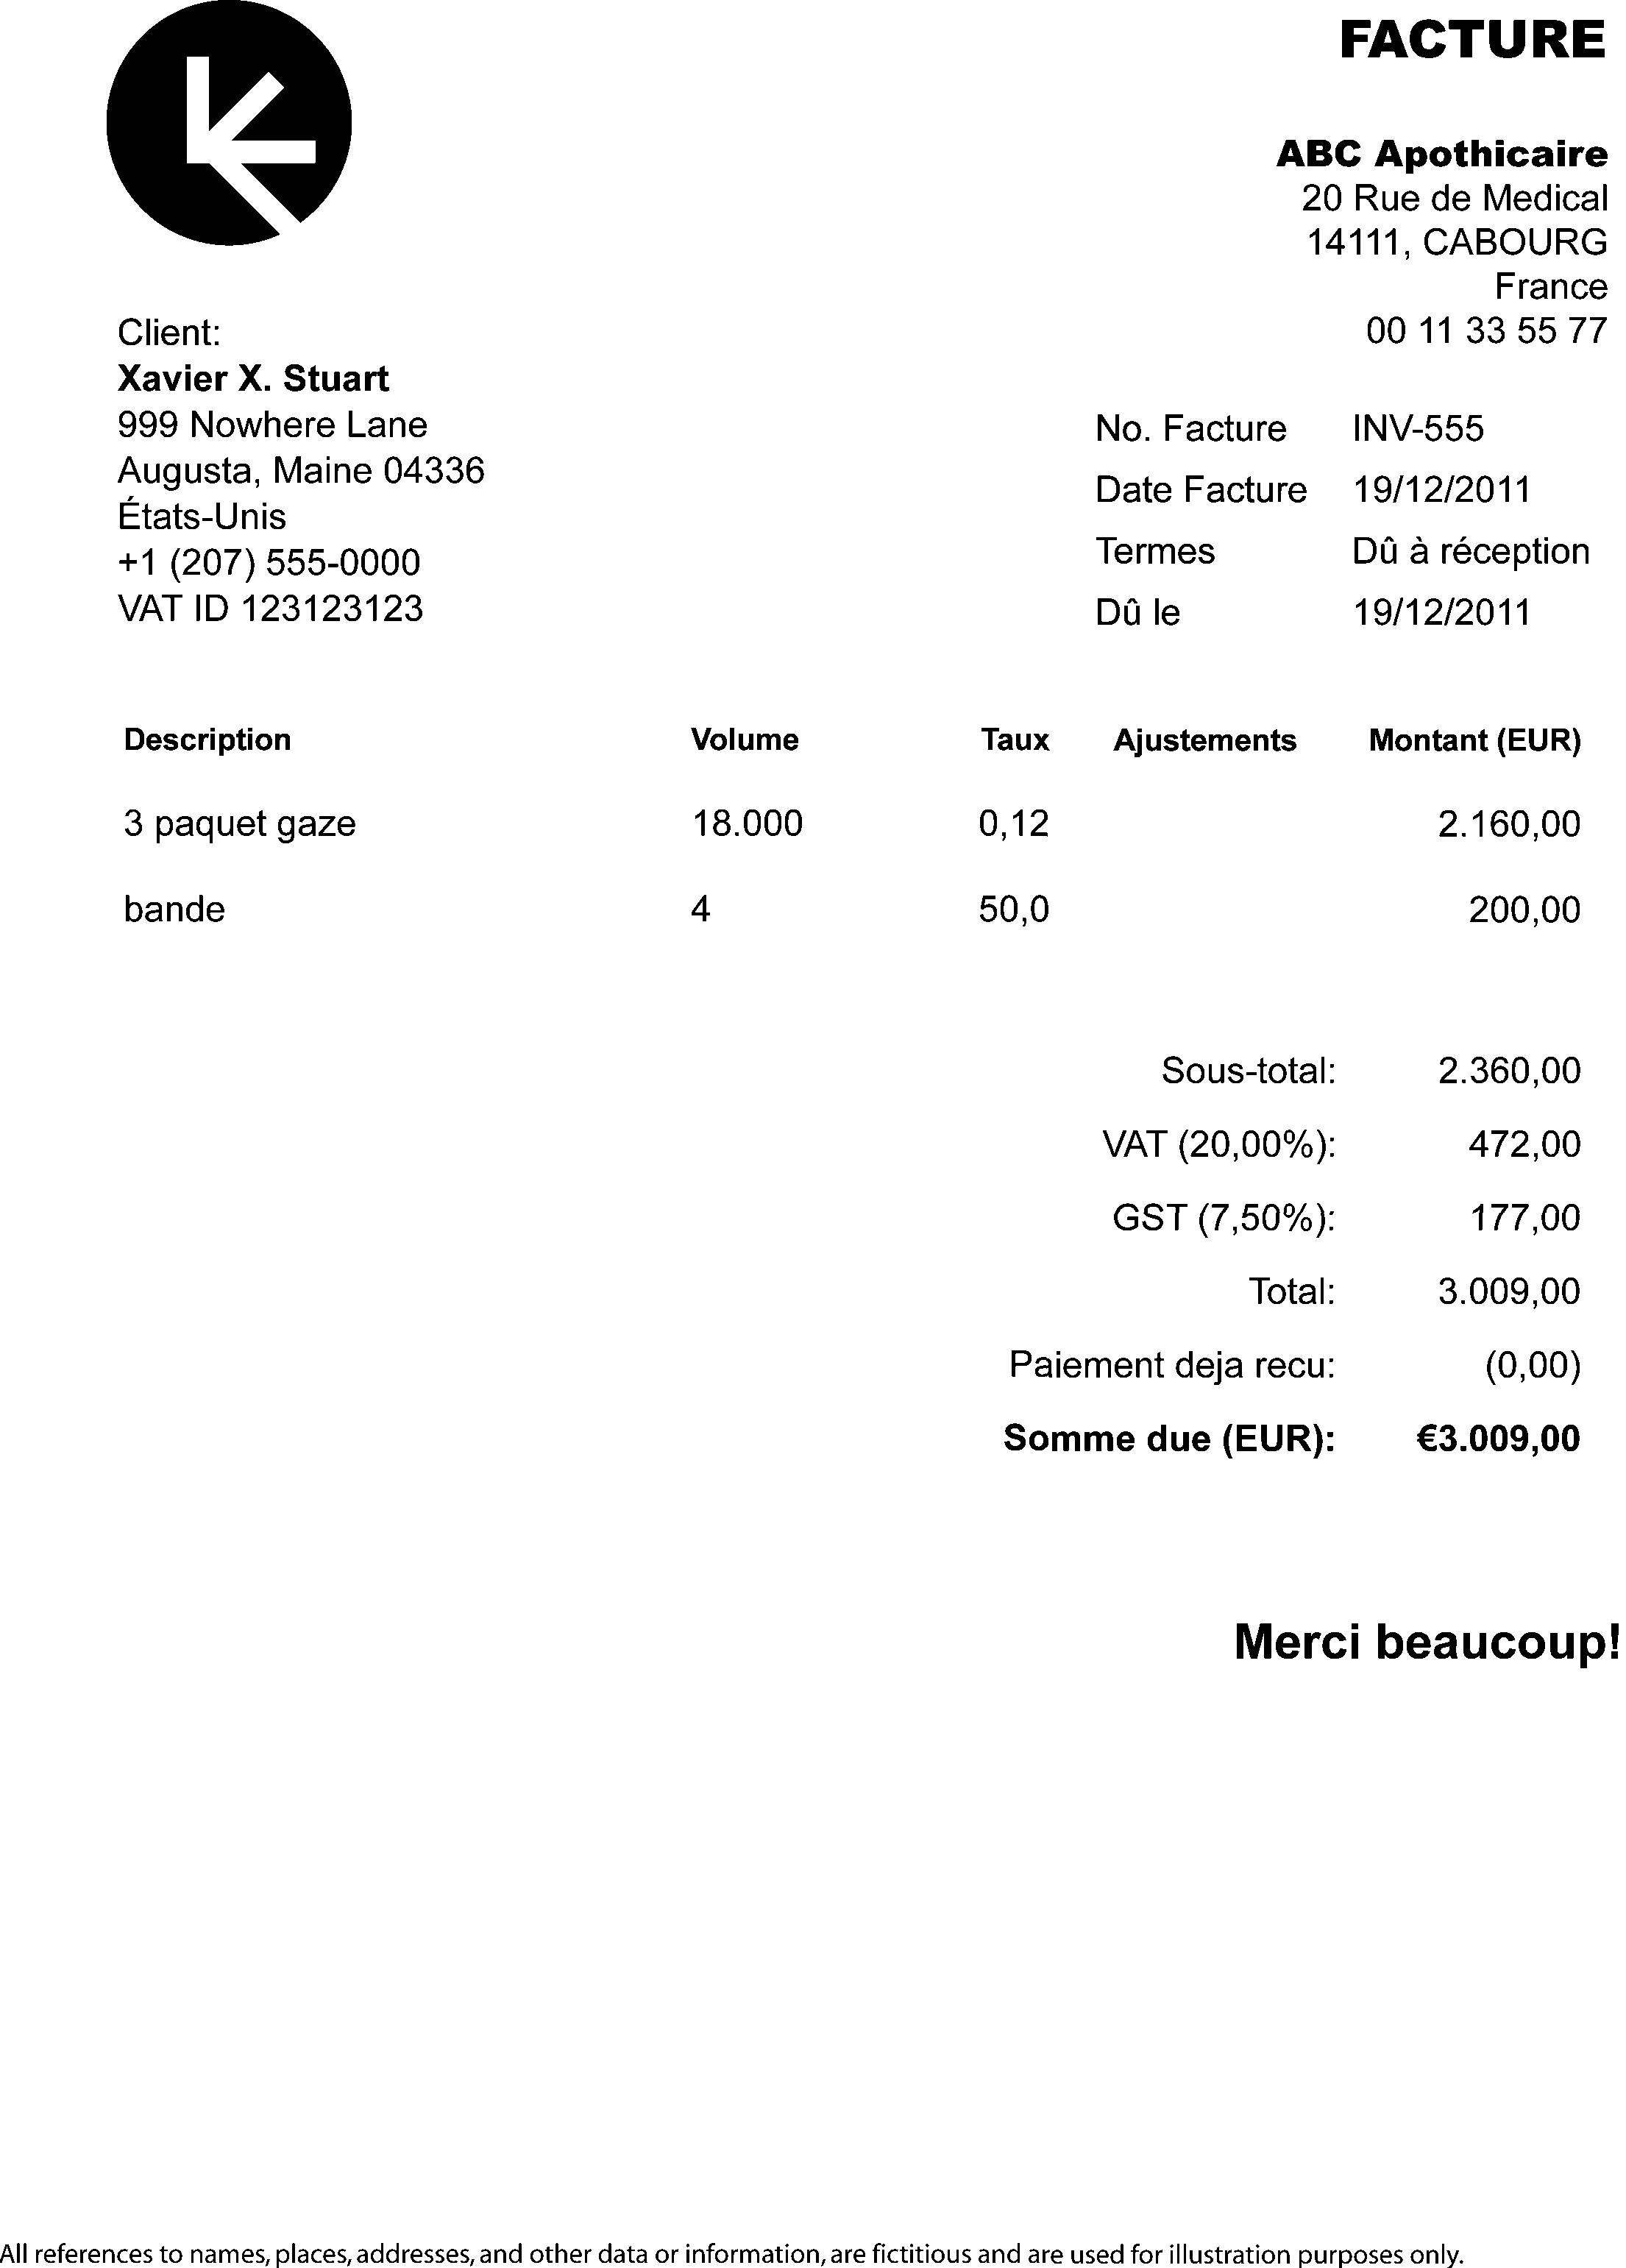 FACTURE
ABC Apothicaire
20 Rue de Medical
14111, CABOURG
France
00 11 33 55 77
Client:
Xavier X. Stuart
999 Nowhere Lane
Augusta, Maine 04336
États-Unis
+1 (207) 555-0000
VAT ID 123123123
No. Facture INV-555
Date Facture 19/12/2011
Termes Dû à réception
Dû le 19/12/2011
Description Volume Taux Ajustements Montant (EUR)
3 paquet gaze 18.000 0,12 2.160,00
bande 4 50,0 200,00
Sous-total: 2.360,00
VAT (20,00%): 472,00
GST (7,50%): 177,00
Total: 3.009,00
Paiement deja recu: (0,00)
Somme due (EUR): €3.009,00
Merci beaucoup!
All references to names, places, addresses, and other data or information, are fictitious and are used for illustration purposes only.